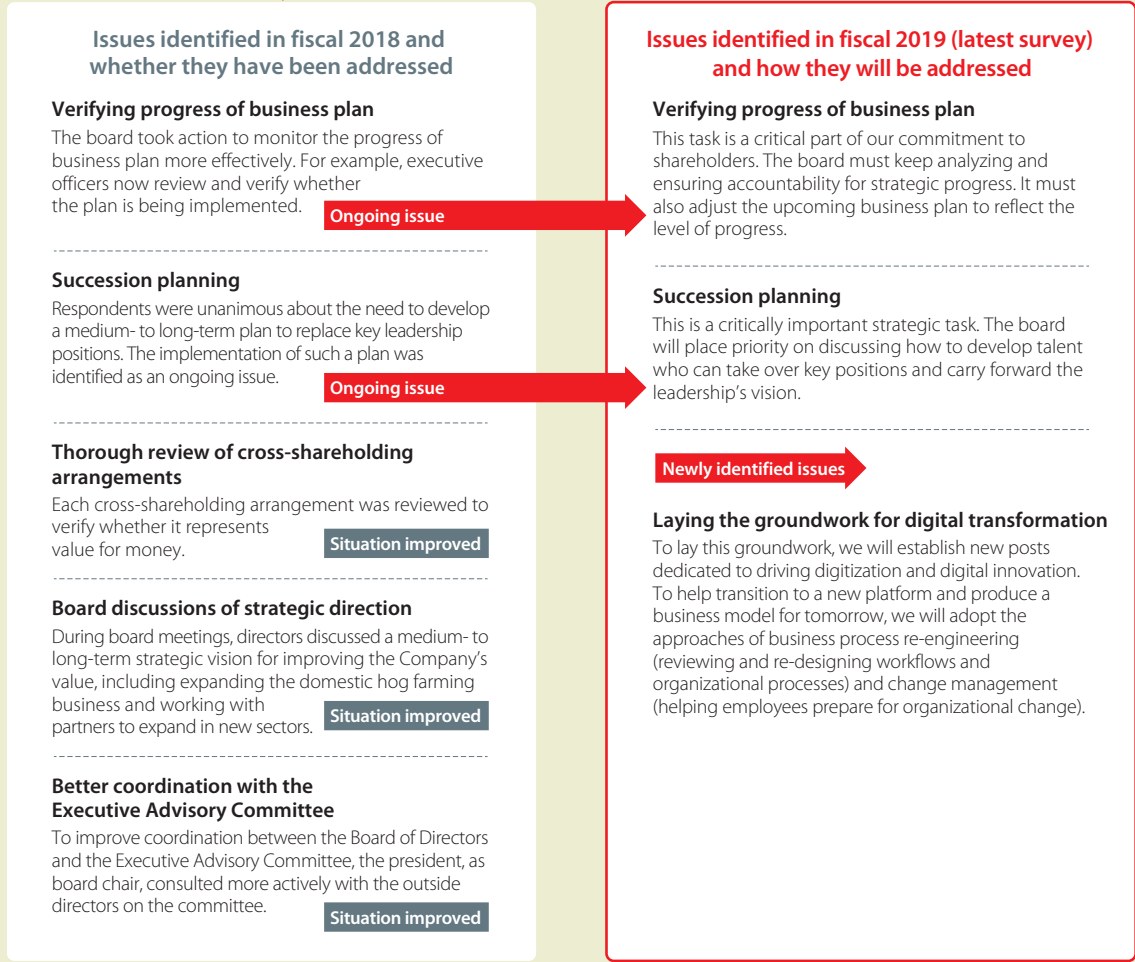 Issues identified in fiscal 2018 and
whether they have been addressed
Verifying progress of business plan
The board took action to monitor the progress of
business plan more effectively. For example, executive
officers now review and verify whether
the plan is being implemented.
Ongoing issue
Succession planning
Respondents were unanimous about the need to develop
a medium- to long-term plan to replace key leadership
positions. The implementation of such a plan was
identified as an ongoing issue.
Ongoing issue
Thorough review of cross-shareholding
arrangements
Each cross-shareholding arrangement was reviewed to
verify whether it represents
value for money.
Situation improved
Board discussions of strategic direction
During board meetings, directors discussed a medium- to
long-term strategic vision for improving the Company's
value, including expanding the domestic hog farming
business and working with
partners to expand in new sectors.
Situation improved
Better coordination with the
Executive Advisory Committee
To improve coordination between the Board of Directors
and the Executive Advisory Committee, the president, as
board chair, consulted more actively with the outside
directors on the committee.
Situation improved
Issues identified in fiscal 2019 (latest survey)
and how they will be addressed
Verifying progress of business plan
This task is a critical part of our commitment to
shareholders. The board must keep analyzing and
ensuring accountability for strategic progress. It must
also adjust the upcoming business plan to reflect the
level of progress.
Succession planning
This is a critically important strategic task. The board
will place priority on discussing how to develop talent
who can take over key positions and carry forward the
leadership's vision.
Newly identified issues
Laying the groundwork for digital transformation
To lay this groundwork, we will establish new posts
dedicated to driving digitization and digital innovation.
To help transition to a new platform and produce a
business model for tomorrow, we will adopt the
approaches of business process re-engineering
(reviewing and re-designing workflows and
organizational processes) and change management
(helping employees prepare for organizational change).